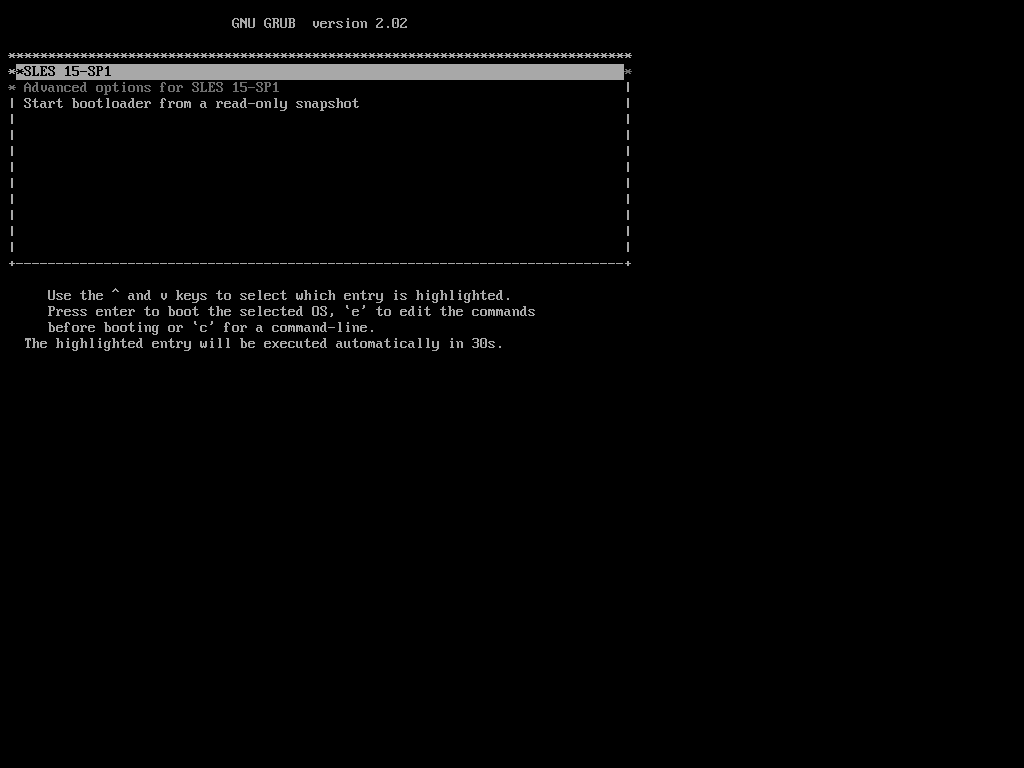 GNU GRUB  version 2.02
*SLES 15-SP1
Advanced options for SLES 15-SP1
Start bootloader from a read-only snapshot
Use the ^ and v keys to select which entry is highlighted.
Press enter to boot the selected OS, `e' to edit the commands
before booting or `c' for a command-line.
The highlighted entry will be executed automatically in 30s.